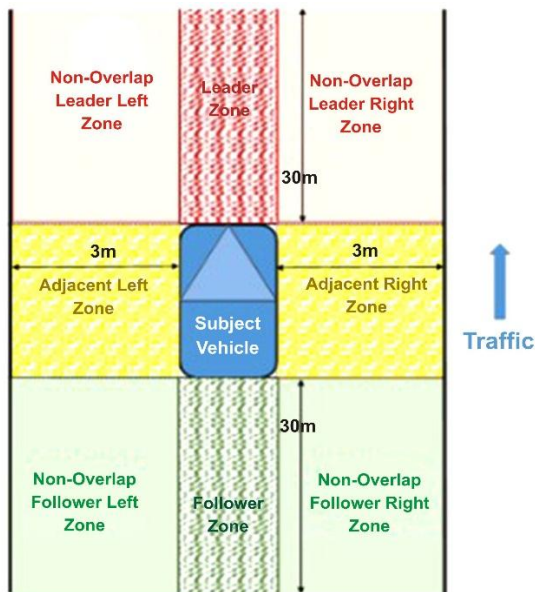 Non-Overlap
Leader Left
Zone
Leader
Zone
Non-Overlap
Leader Right
Zone
30m
3m
3m
Adjacent Left
Zone
Adjacent Right
Zone
Subject
Vehicle
Traffic
30m
Non-Overlap
Follower Left
Zone
Follower
Zone
Non-Overlap
Follower Right
Zone